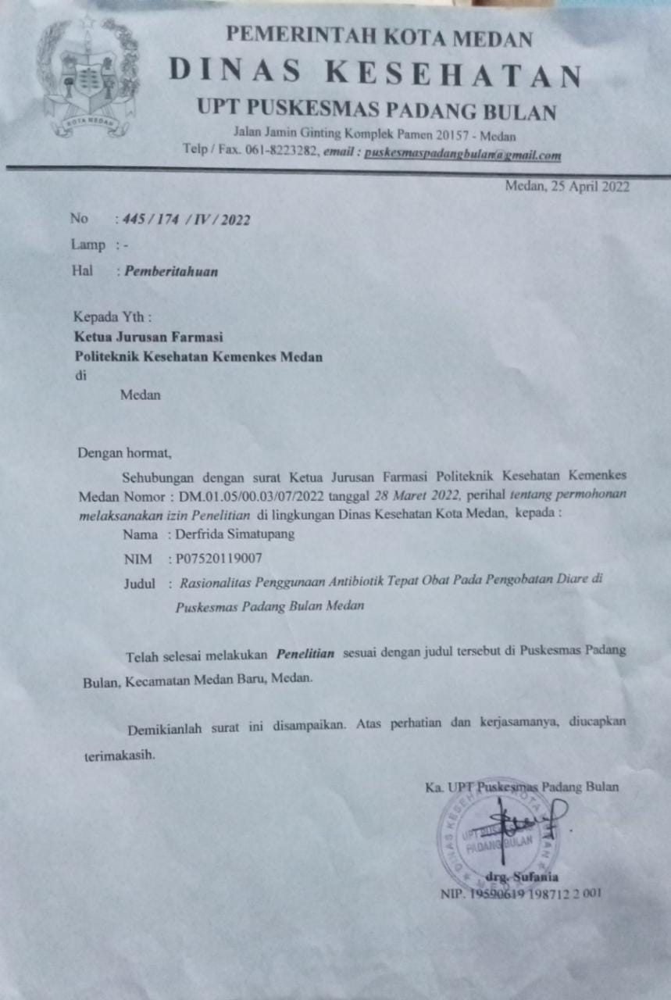 PEMERINTAH KOTA MEDAN
DINAS KESEHATAN
UPT PUSKESMAS PADANG BULAN
Jalan Jamin Ginting Komplek Pamen 20157 - Medan
Telp / Fax. 061-8223282, email : puskesmaspadangbulan@gmail.com
KOTA MEDAN
Medan, 25 April 2022
No : 445 / 174 / IV / 2022
Lamp : -
Hal : Pemberitahuan
Kepada Yth :
Ketua Jurusan Farmasi
Politeknik Kesehatan Kemenkes Medan
di
Medan
Dengan hormat,
Sehubungan dengan surat Ketua Jurusan Farmasi Politeknik Kesehatan Kemenkes
Medan Nomor : DM.01.05/00.03/07/2022 tanggal 28 Maret 2022, perihal tentang permohonan
melaksanakan izin Penelitian di lingkungan Dinas Kesehatan Kota Medan, kepada :
Nama : Derfrida Simatupang
NIM : P07520119007
Judul : Rasionalitas Penggunaan Antibiotik Tepat Obat Pada Pengobatan Diare di
Puskesmas Padang Bulan Medan
Telah selesai melakukan Penelitian sesuai dengan judul tersebut di Puskesmas Padang
Bulan, Kecamatan Medan Baru, Medan.
Demikianlah surat ini disampaikan. Atas perhatian dan kerjasamanya, diucapkan
terimakasih.
Ka. UPT Puskesmas Padang Bulan
DINAS KESEHATAN KOTA MEDAN
UPT
PADANG BULAN
drg. Sufania
NIP. 19590619 198712 2 001